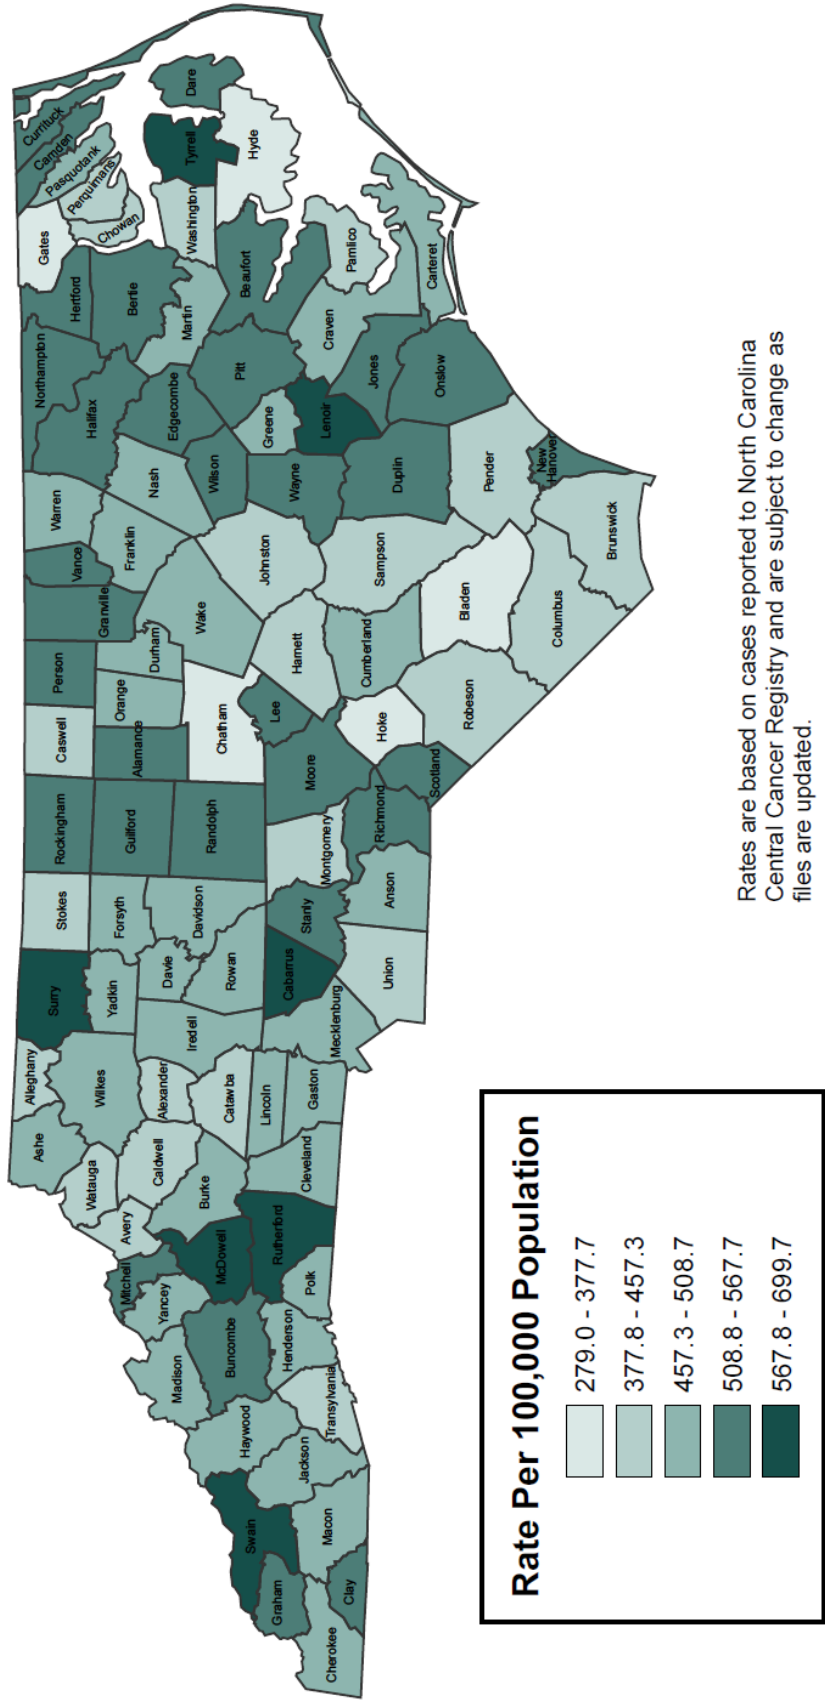 Cherokee
Graham
Clay
Swain
Macon
Jackson
Haywood
Transylvania
Madison
Buncombe
Henderson
Yancey
Mitchell
McDowell
Rutherford
Polk
Avery
Watauga
Burke
Cleveland
Ashe
Caldwell
Alleghany
Wilkes
Alexander
Catawba
Lincoln
Gaston
Surry
Yadkin
Iredell
Mecklenburg
Stokes
Forsyth
Davie
Davidson
Rowan
Cabarrus
Stanly
Union
Anson
Rockingham
Guilford
Randolph
Montgomery
Richmond
Caswell
Alamance
Orange
Chatham
Moore
Lee
Hoke
Scotland
Person
Durham
Granville
Vance
Wake
Harnett
Cumberland
Robeson
Warren
Franklin
Johnston
Sampson
Bladen
Columbus
Brunswick
Northampton
Halifax
Nash
Edgecombe
Wilson
Wayne
Duplin
Pender
New
Hanover
Hertford
Bertie
Martin
Pitt
Greene
Lenoir
Jones
Onslow
Gates
Chowan
Perquimans
Pasquotank
Camden
Currituck
Washington
Tyrrell
Dare
Hyde
Beaufort
Craven
Pamlico
Carteret
Rate Per 100,000 Population
279.0 - 377.7
377.8 - 457.3
457.3 - 508.7
508.8 - 567.7
567.8 - 699.7
Rates are based on cases reported to North Carolina
Central Cancer Registry and are subject to change as
files are updated.